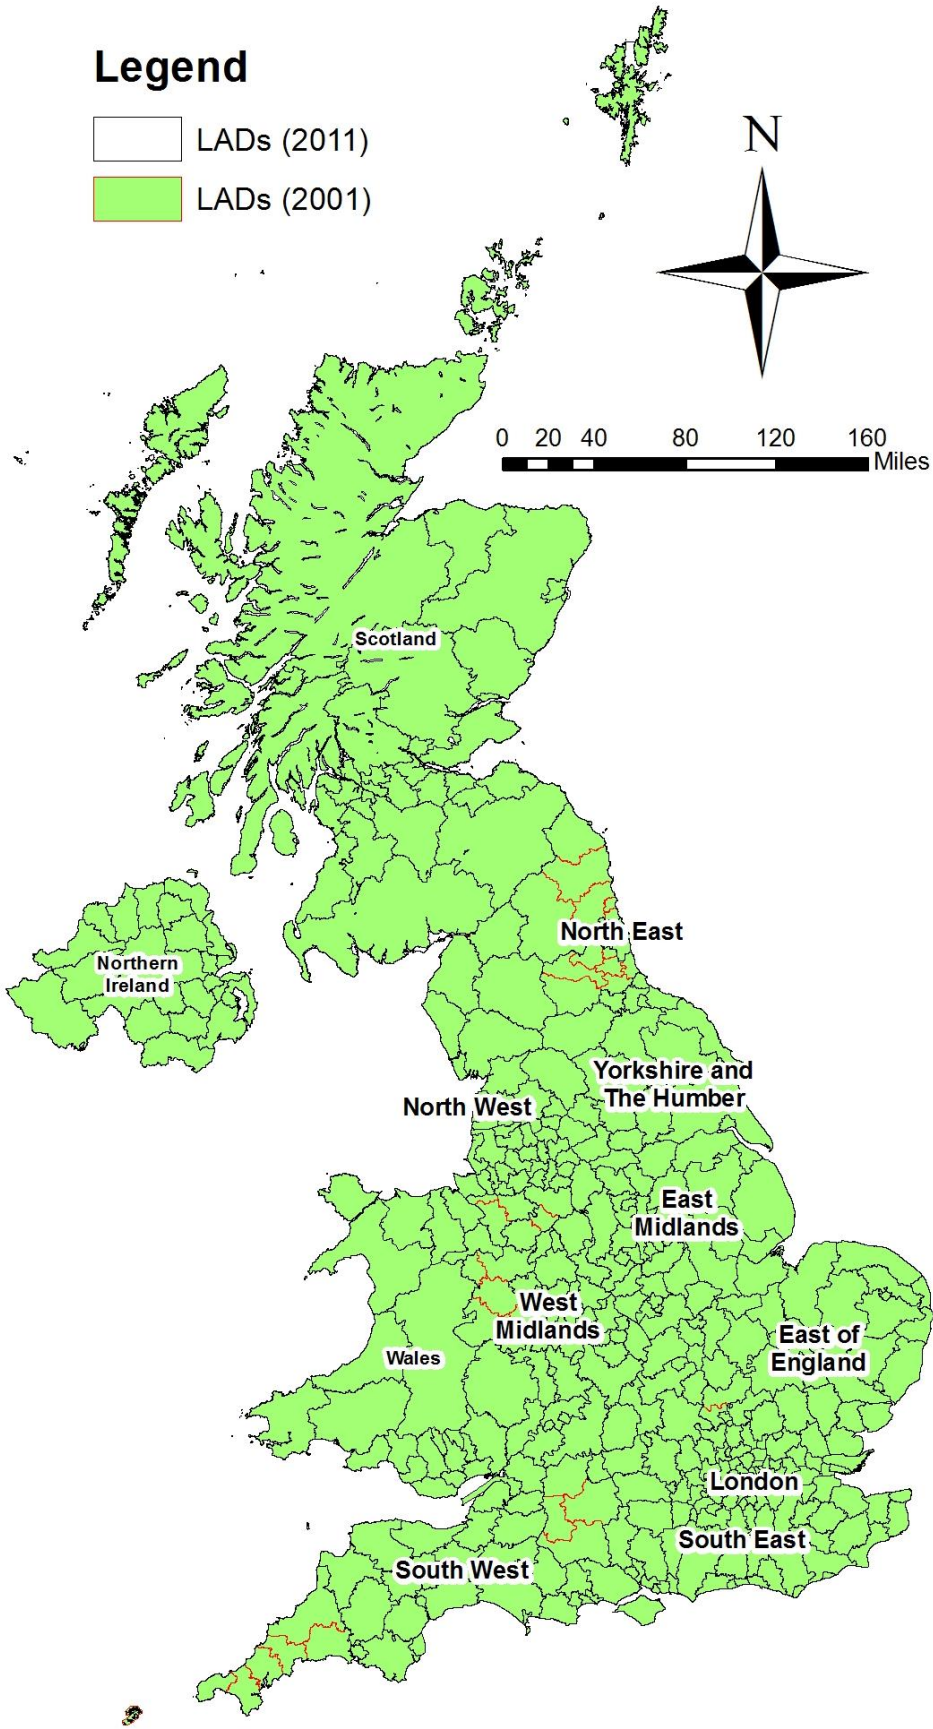 Legend
LADs (2011)
LADs (2001)
N
0 20 40 80 120 160
Miles
Scotland
North East
Northern
Ireland
Yorkshire and
The Humber
North West
East
Midlands
West
Midlands
East of
England
Wales
London
South East
South West